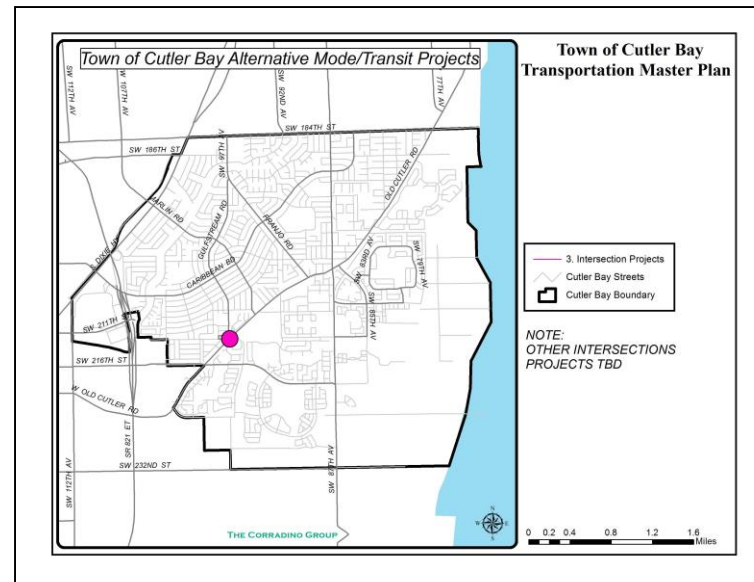 Town of Cutler Bay Alternative Mode/Transit Projects
Town of Cutler Bay
Transportation Master Plan
SW 112TH AV
SW 107TH AV
SW 92ND AV
77TH AV
SW 184TH ST
SW 186TH ST
SW 97TH AV
OLD CUTLER RD
MARLIN RD
GULFSTREAM RD
FRANJO RD
S DIXIE HY
CARIBBEAN BD
SW 83RD AV
SW 79TH AV
SW 85TH AV
SW 211TH ST
SW 216TH ST
W OLD CUTLER RD
SR 821 ET
SW 112TH AV
SW 87TH AV
SW 232ND ST
3. Intersection Projects
Cutler Bay Streets
Cutler Bay Boundary
NOTE:
OTHER INTERSECTIONS
PROJECTS TBD
THE CORRADINO GROUP
N
W E
S
0 0.2 0.4 0.8 1.2 1.6
Miles